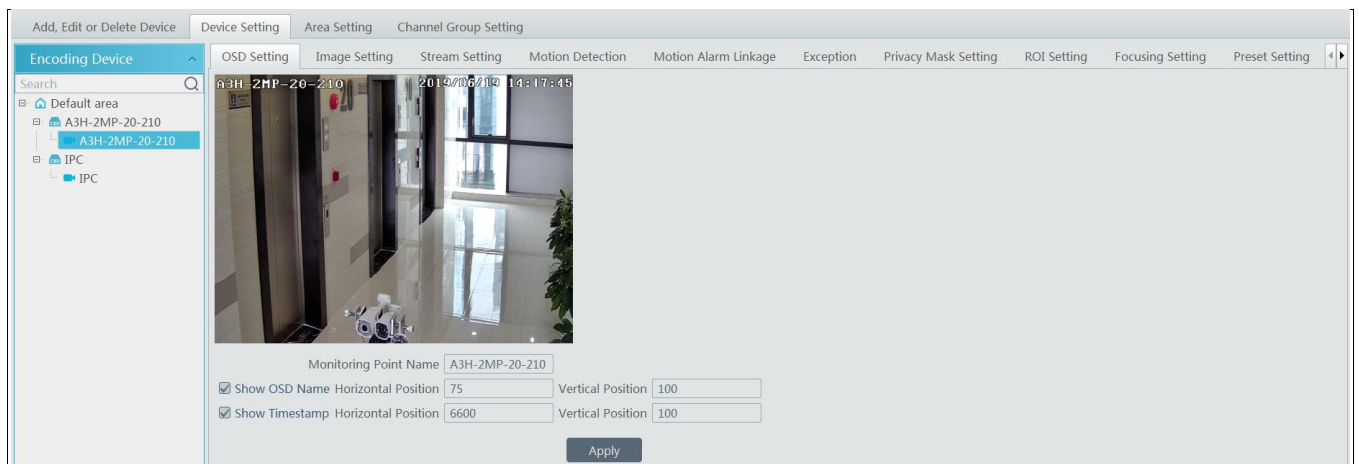 Add, Edit or Delete Device Device Setting Area Setting Channel Group Setting
Encoding Device
OSD Setting Image Setting Stream Setting Motion Detection Motion Alarm Linkage Exception Privacy Mask Setting ROI Setting Focusing Setting Preset Setting
Search
Default area
A3H-2MP-20-210
A3H-2MP-20-210
IPC
IPC
A3H-2MP-20-210 2019/06/19 14:17:45
20
Monitoring Point Name A3H-2MP-20-210
Show OSD Name Horizontal Position 75 Vertical Position 100
Show Timestamp Horizontal Position 6600 Vertical Position 100
Apply